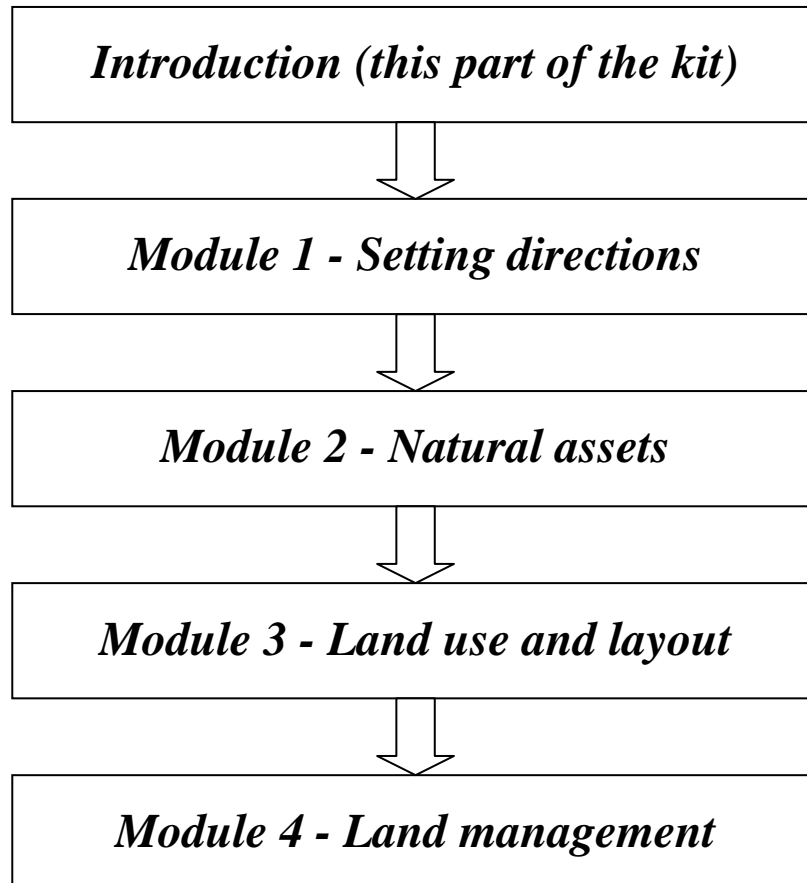 Introduction (this part of the kit)
Module 1 - Setting directions
Module 2 - Natural assets
Module 3 - Land use and layout
Module 4 - Land management